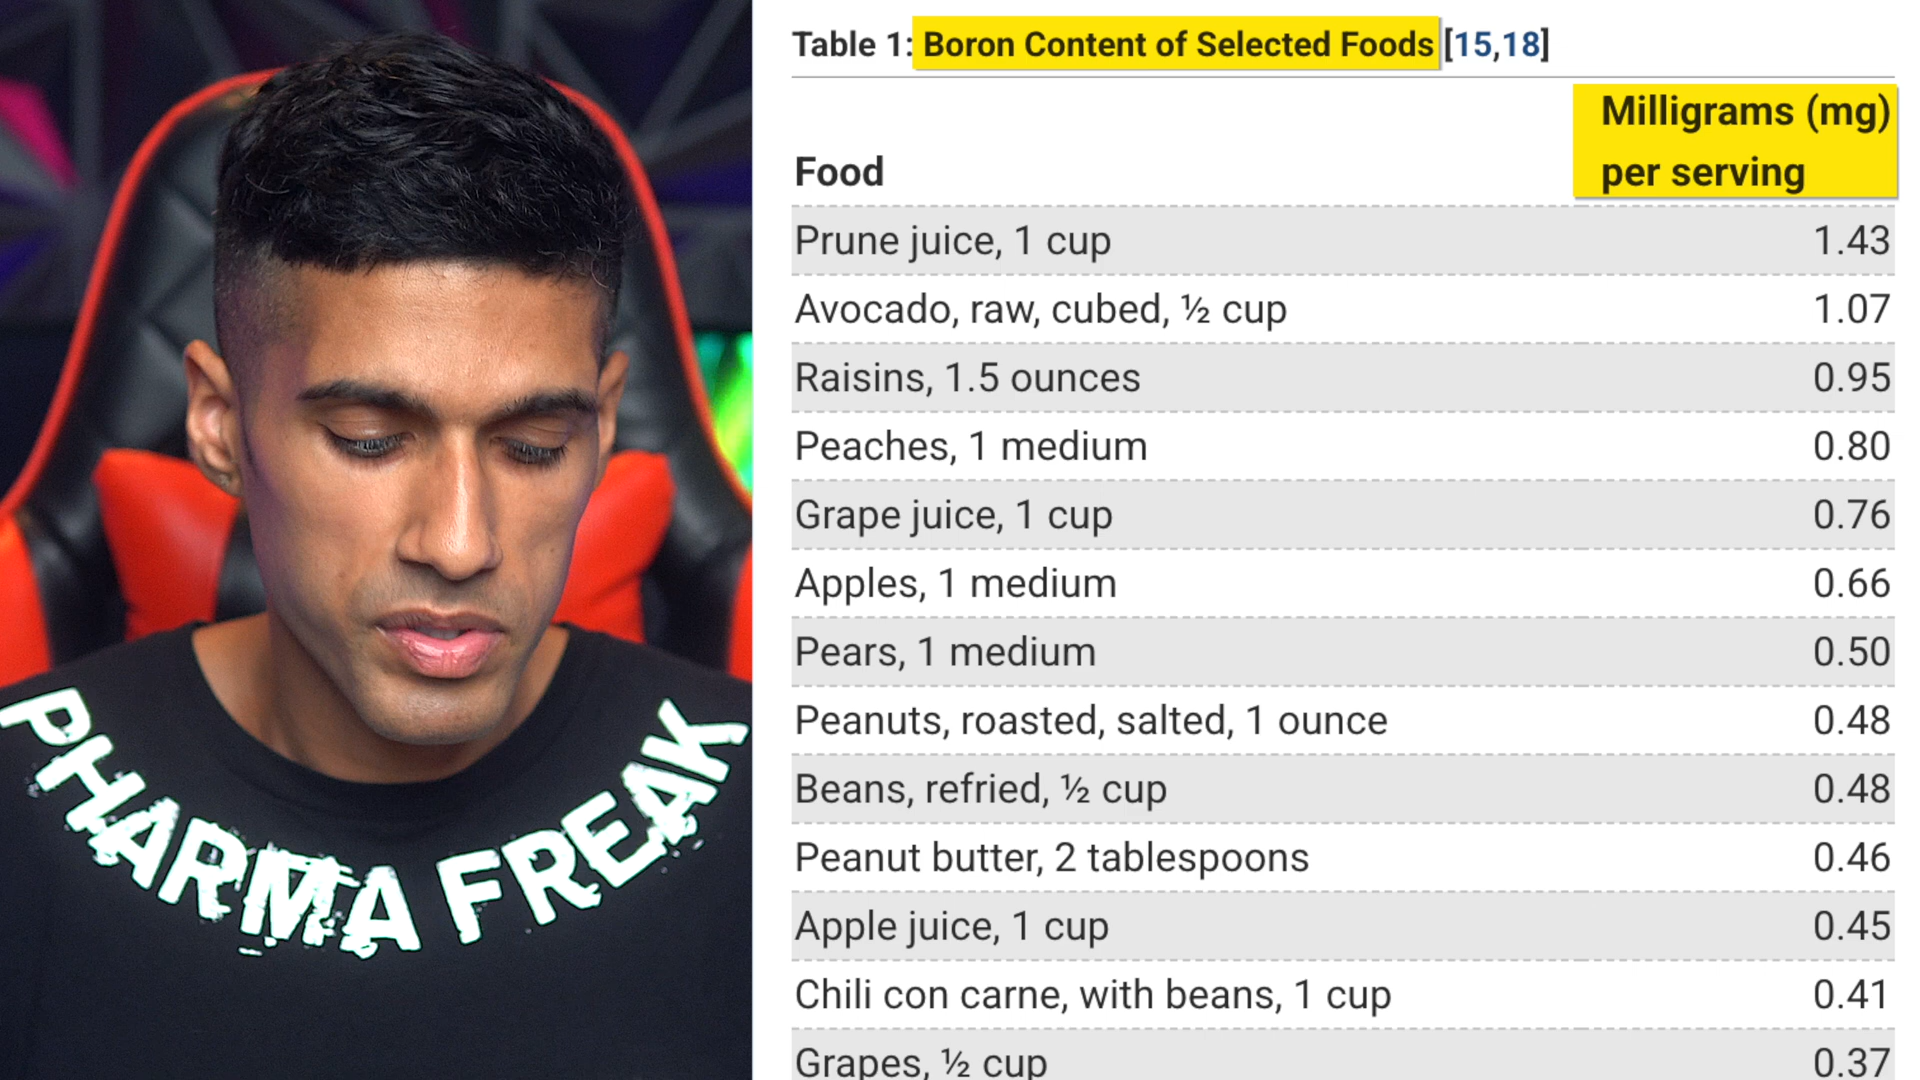 PHARMA FREAK
Table 1: Boron Content of Selected Foods [15,18]
Food
Milligrams (mg)
per serving
Prune juice, 1 cup 1.43
Avocado, raw, cubed, ½ cup 1.07
Raisins, 1.5 ounces 0.95
Peaches, 1 medium 0.80
Grape juice, 1 cup 0.76
Apples, 1 medium 0.66
Pears, 1 medium 0.50
Peanuts, roasted, salted, 1 ounce 0.48
Beans, refried, ½ cup 0.48
Peanut butter, 2 tablespoons 0.46
Apple juice, 1 cup 0.45
Chili con carne, with beans, 1 cup 0.41
Grapes, ½ cup 0.37